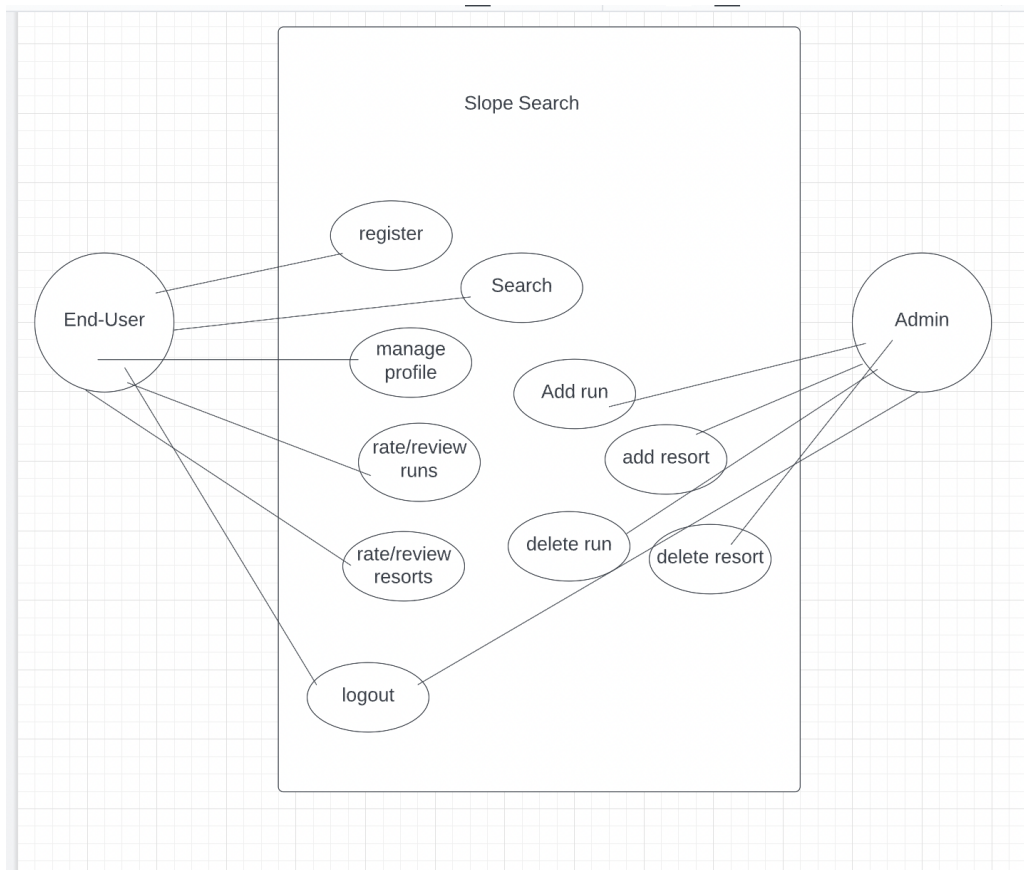 Slope Search
register
Search
End-User
Admin
manage
profile
Add run
rate/review
runs
add resort
delete run
delete resort
rate/review
resorts
logout